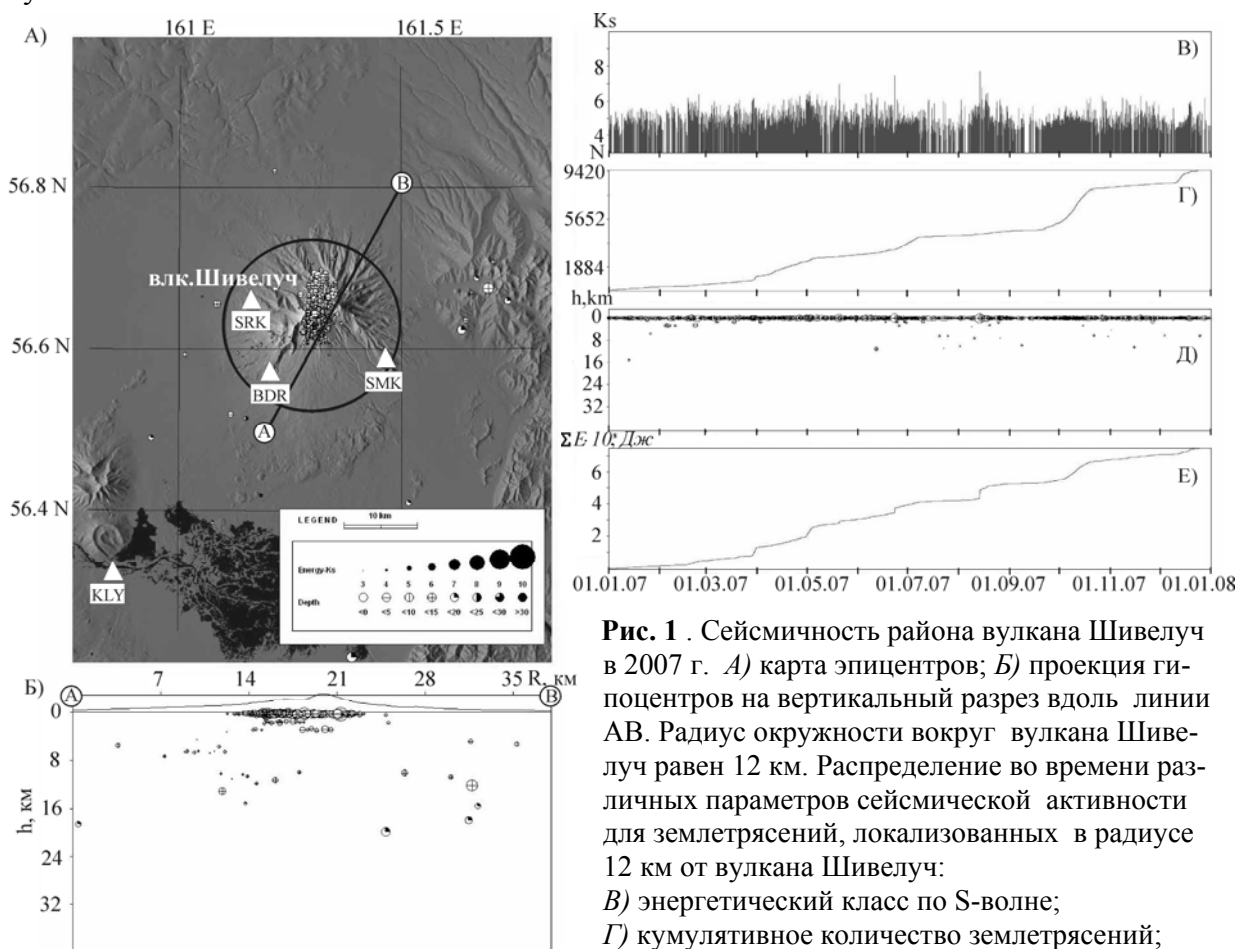 А)
161 E 161.5 E
56.8 N
B
влк.Шивелуч
SRK
56.6 N
BDR
SMK
A
56.4 N
KLY
LEGEND 10 km
Energy-Ks
3 4 5 6 7 8 9 10
Depth
<0 <5 <10 <15 <20 <25 <30 >30
Б)
A 7 14 21 28 R, км 35 B
0
8
16
24
32
h, км
Ks
В)
8
6
4
N
9420
Г)
5652
1884
h,km
0
8
16
24
32
Д)
ΣE·10, Дж
6
4
2
Е)
01.01.07 01.03.07 01.05.07 01.07.07 01.09.07 01.11.07 01.01.08
Рис. 1 . Сейсмичность района вулкана Шивелуч
в 2007 г. А) карта эпицентров; Б) проекция ги-
поцентров на вертикальный разрез вдоль линии
АВ. Радиус окружности вокруг вулкана Шиве-
луч равен 12 км. Распределение во времени раз-
личных параметров сейсмической активности
для землетрясений, локализованных в радиусе
12 км от вулкана Шивелуч:
В) энергетический класс по S-волне;
Г) кумулятивное количество землетрясений;